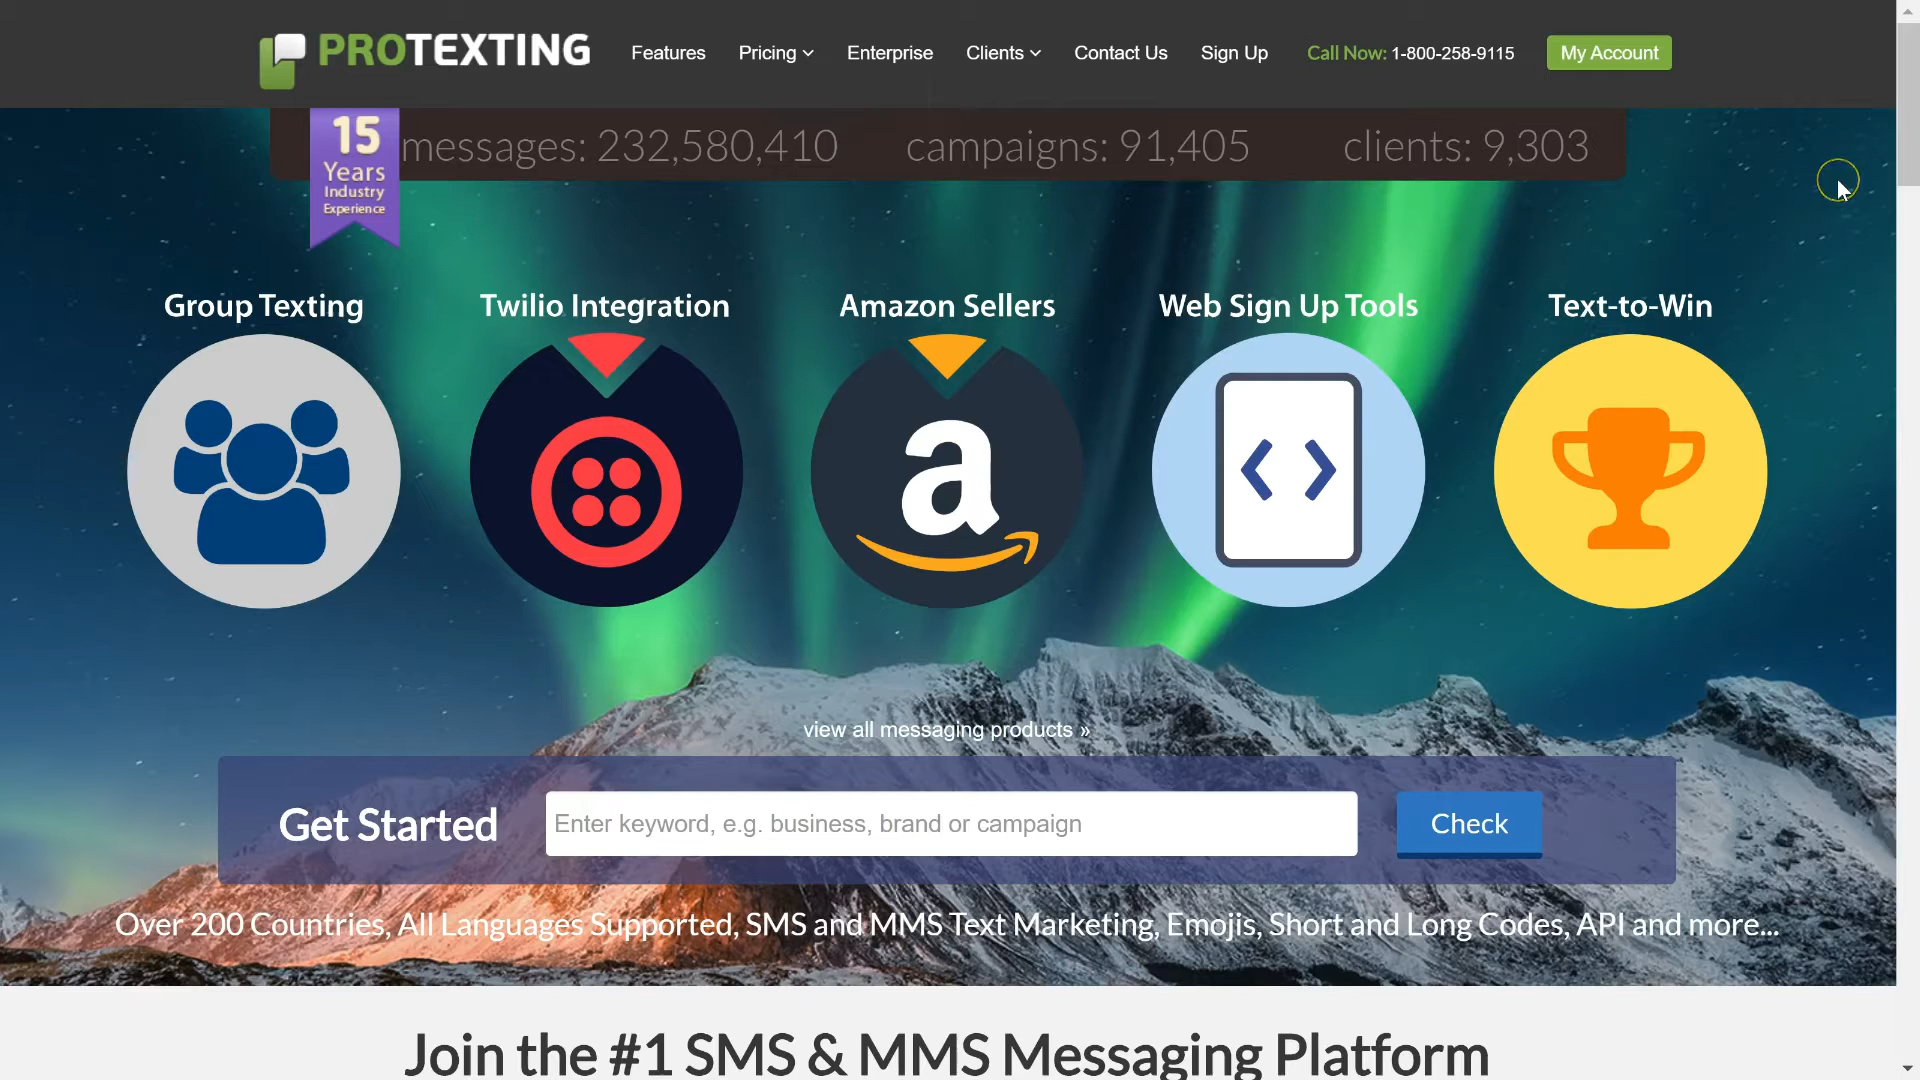 PROTEXTING
Features Pricing Enterprise Clients Contact Us Sign Up Call Now: 1-800-258-9115 My Account
15
Years
Industry
Experience
messages: 232,580,410 campaigns: 91,405 clients: 9,303
Group Texting Twilio Integration Amazon Sellers Web Sign Up Tools Text-to-Win
a
view all messaging products »
Get Started Enter keyword, e.g. business, brand or campaign Check
Over 200 Countries, All Languages Supported, SMS and MMS Text Marketing, Emojis, Short and Long Codes, API and more...
Join the #1 SMS & MMS Messaging Platform